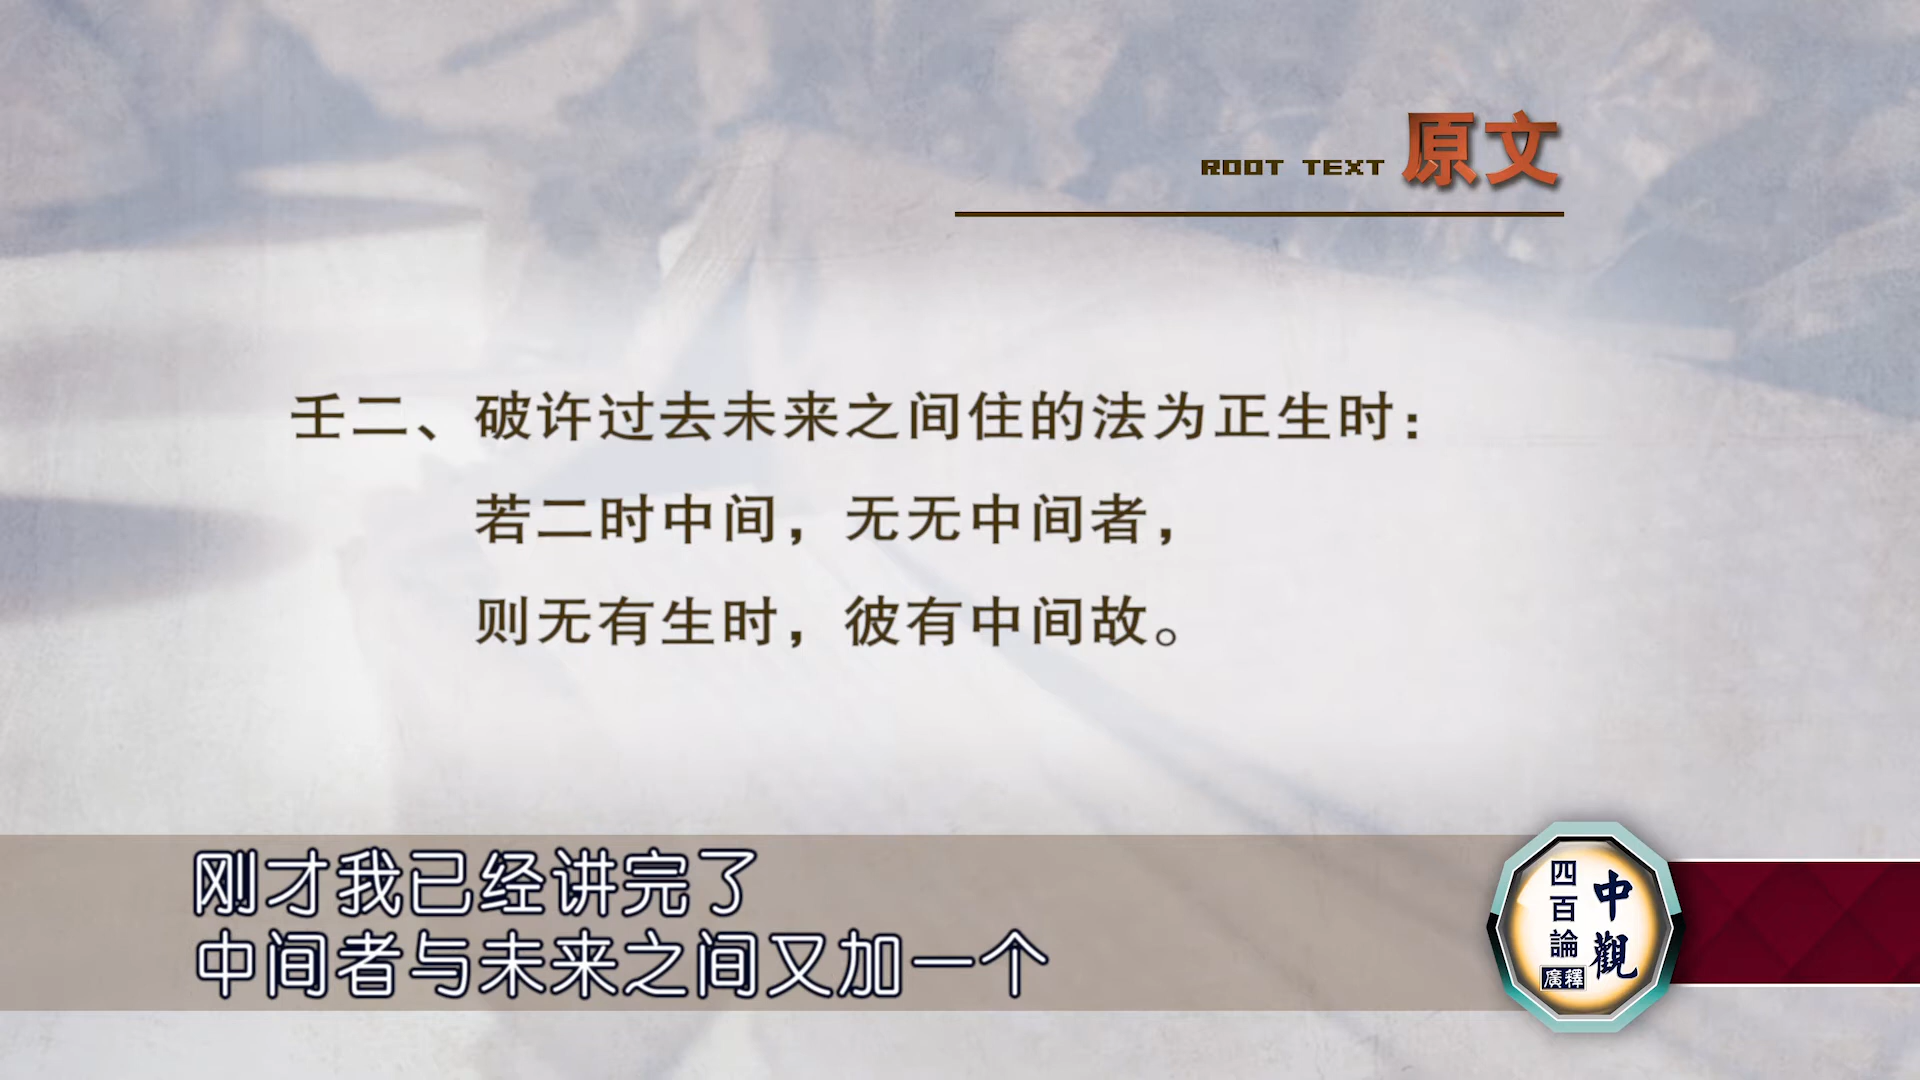 ROOT TEXT 原文
壬二、破许过去未来之间住的法为正生时：
若二时中间，无无中间者，
则无有生时，彼有中间故。
刚才我已经讲完了
中间者与未来之间又加一个
中觀
四百論
廣釋